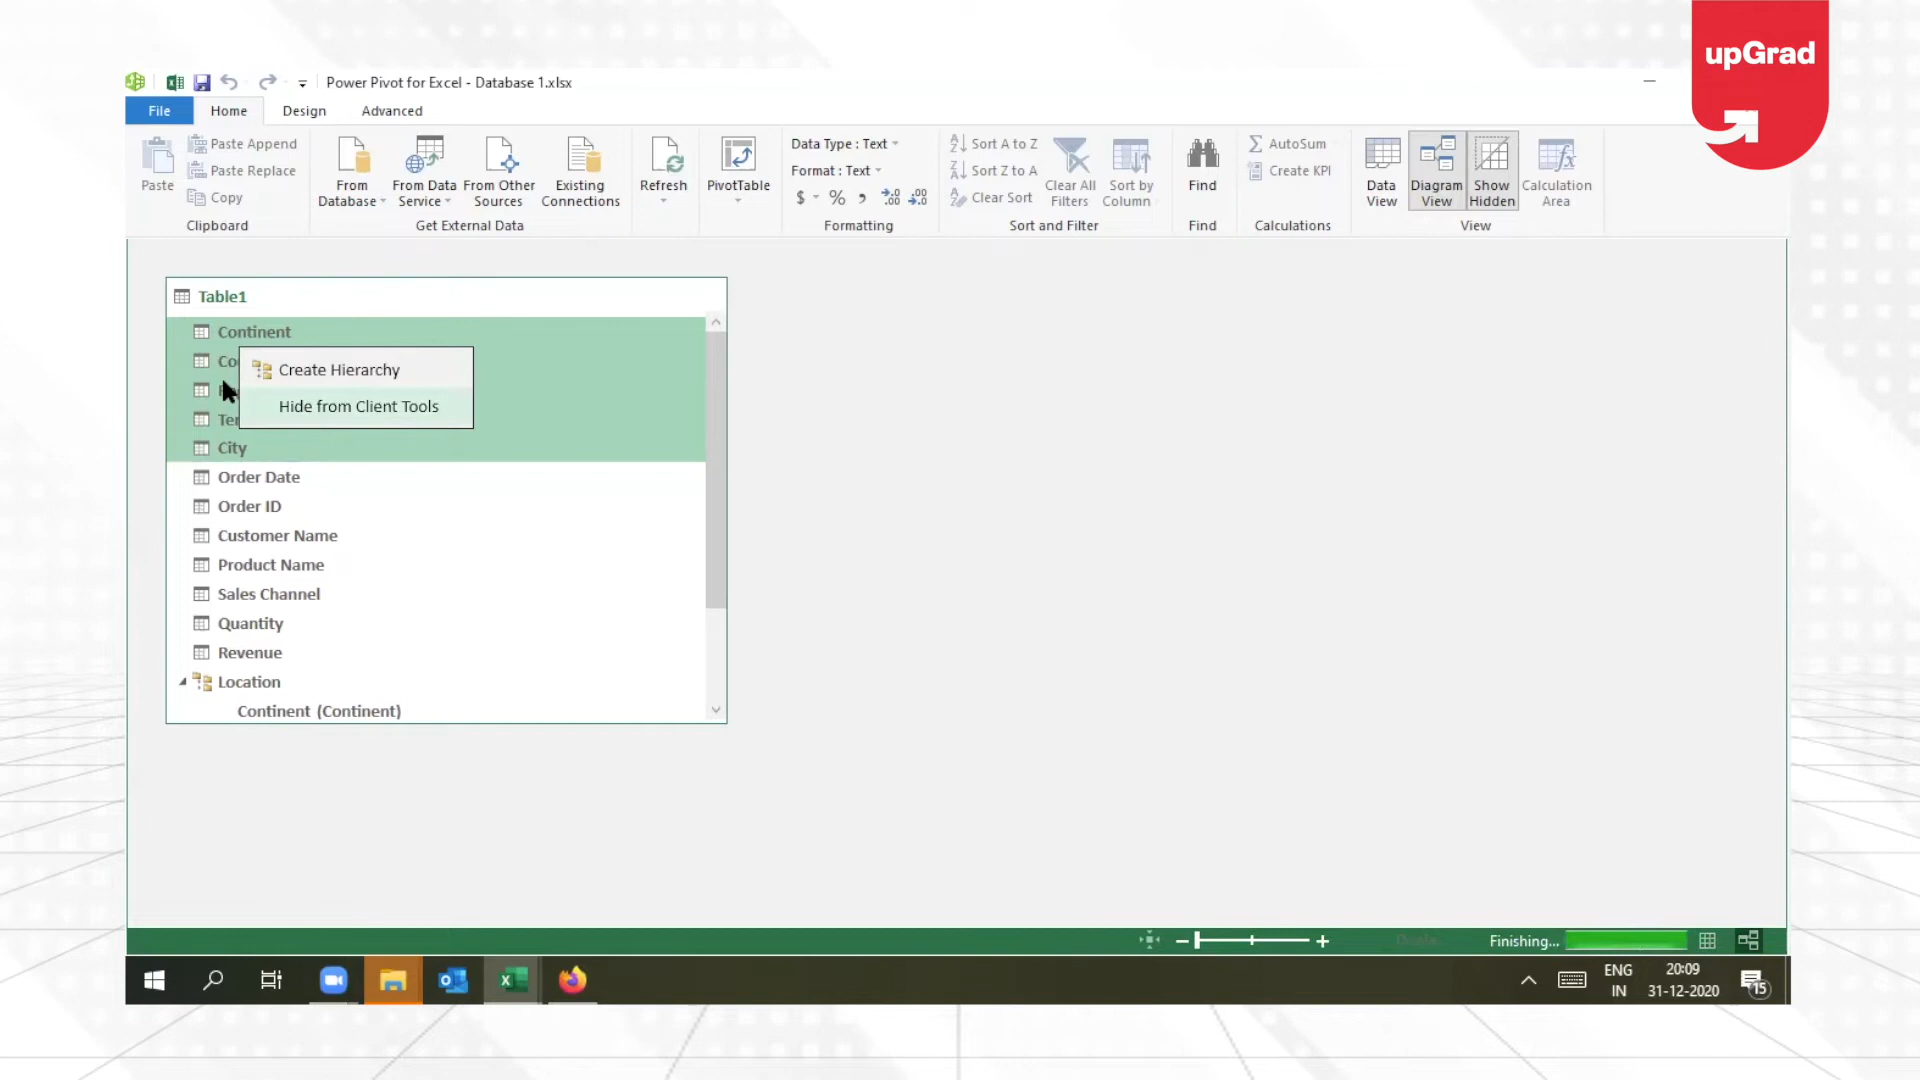 upGrad
Power Pivot for Excel - Database 1.xlsx
File Home Design Advanced
Paste
Paste Append
Paste Replace
Copy
Clipboard
From Database
From Data Service
From Other Sources
Existing Connections
Get External Data
Refresh
PivotTable
Data Type : Text
Format : Text
$ % , .0 .00
Formatting
Sort A to Z
Sort Z to A
Clear Sort
Clear All Filters
Sort by Column
Sort and Filter
Find
Find
AutoSum
Create KPI
Calculations
Data View
Diagram View
Show Hidden
Calculation Area
View
Table1
Continent
Co
Create Hierarchy
Te
Hide from Client Tools
City
Order Date
Order ID
Customer Name
Product Name
Sales Channel
Quantity
Revenue
Location
Continent (Continent)
Finishing...
ENG
IN
20:09
31-12-2020
15